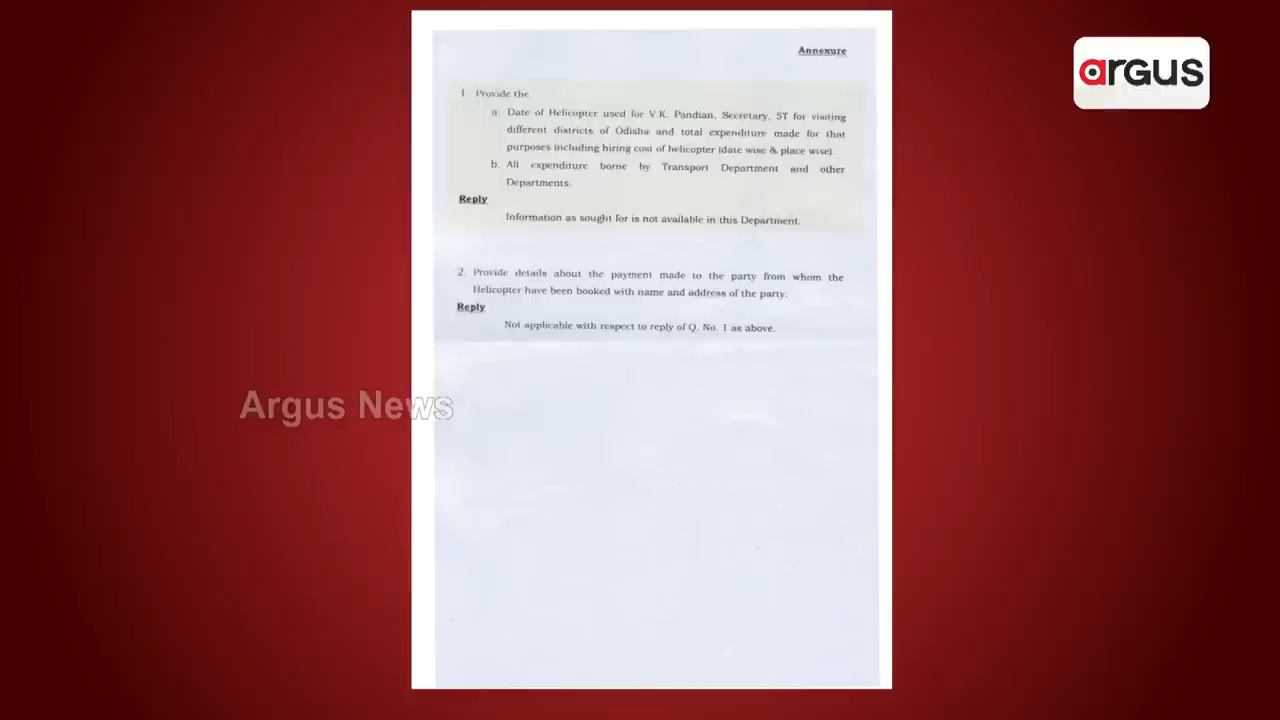 Annexure
argus
1 Provide the
a. Date of Helicopter used for V.K. Pandian, Secretary, 5T for visiting
different districts of Odisha and total expenditure made for that
purposes including hiring cost of helicopter (date wise & place wise).
b. All expenditure borne by Transport Department and other
Departments.
Reply
Information as sought for is not available in this Department.
2. Provide details about the payment made to the party from whom the
Helicopter have been booked with name and address of the party.
Reply
Not applicable with respect to reply of Q. No. 1 as above.
Argus News